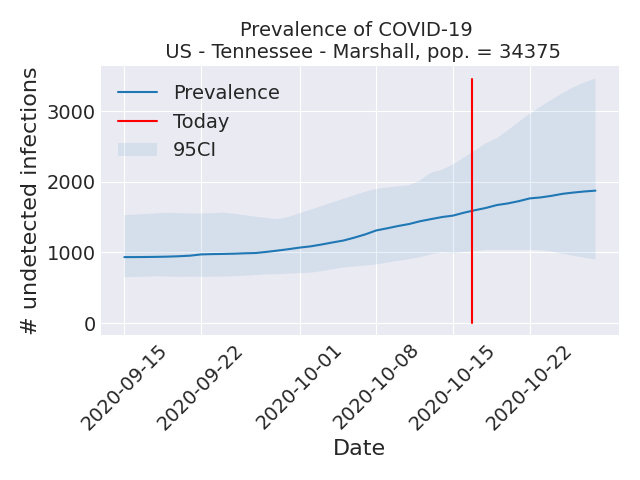 Prevalence of COVID-19
US - Tennessee - Marshall, pop. = 34375
# undetected infections
3000
2000
1000
0
Prevalence
Today
95CI
2020-09-15
2020-09-22
2020-10-01
2020-10-08
2020-10-15
2020-10-22
Date